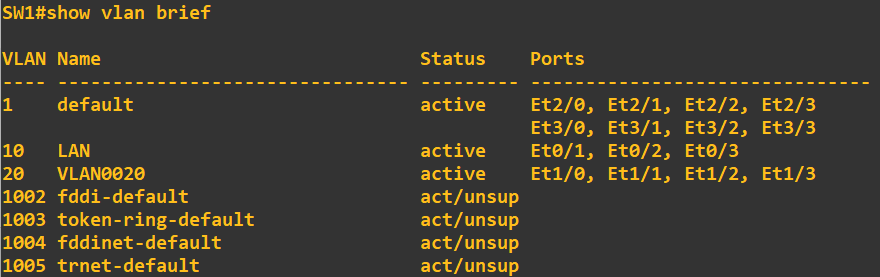 SW1#show vlan brief
VLAN Name                             Status    Ports
---- -------------------------------- --------- -------------------------------
1    default                          active    Et2/0, Et2/1, Et2/2, Et2/3
                                                Et3/0, Et3/1, Et3/2, Et3/3
10   LAN                              active    Et0/1, Et0/2, Et0/3
20   VLAN0020                         active    Et1/0, Et1/1, Et1/2, Et1/3
1002 fddi-default                     act/unsup
1003 token-ring-default               act/unsup
1004 fddinet-default                  act/unsup
1005 trnet-default                    act/unsup